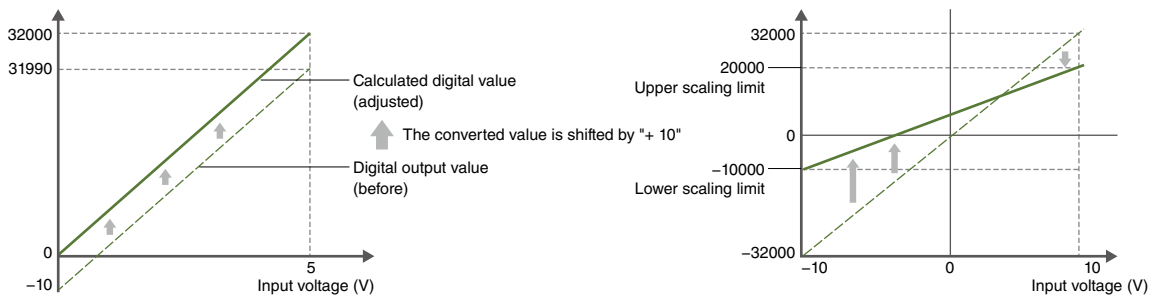 32000
31990
0
−10
5
Input voltage (V)
Calculated digital value
(adjusted)
The converted value is shifted by "+ 10"
Digital output value
(before)
32000
20000
Upper scaling limit
0
−10000
Lower scaling limit
−32000
−10
0
10
Input voltage (V)